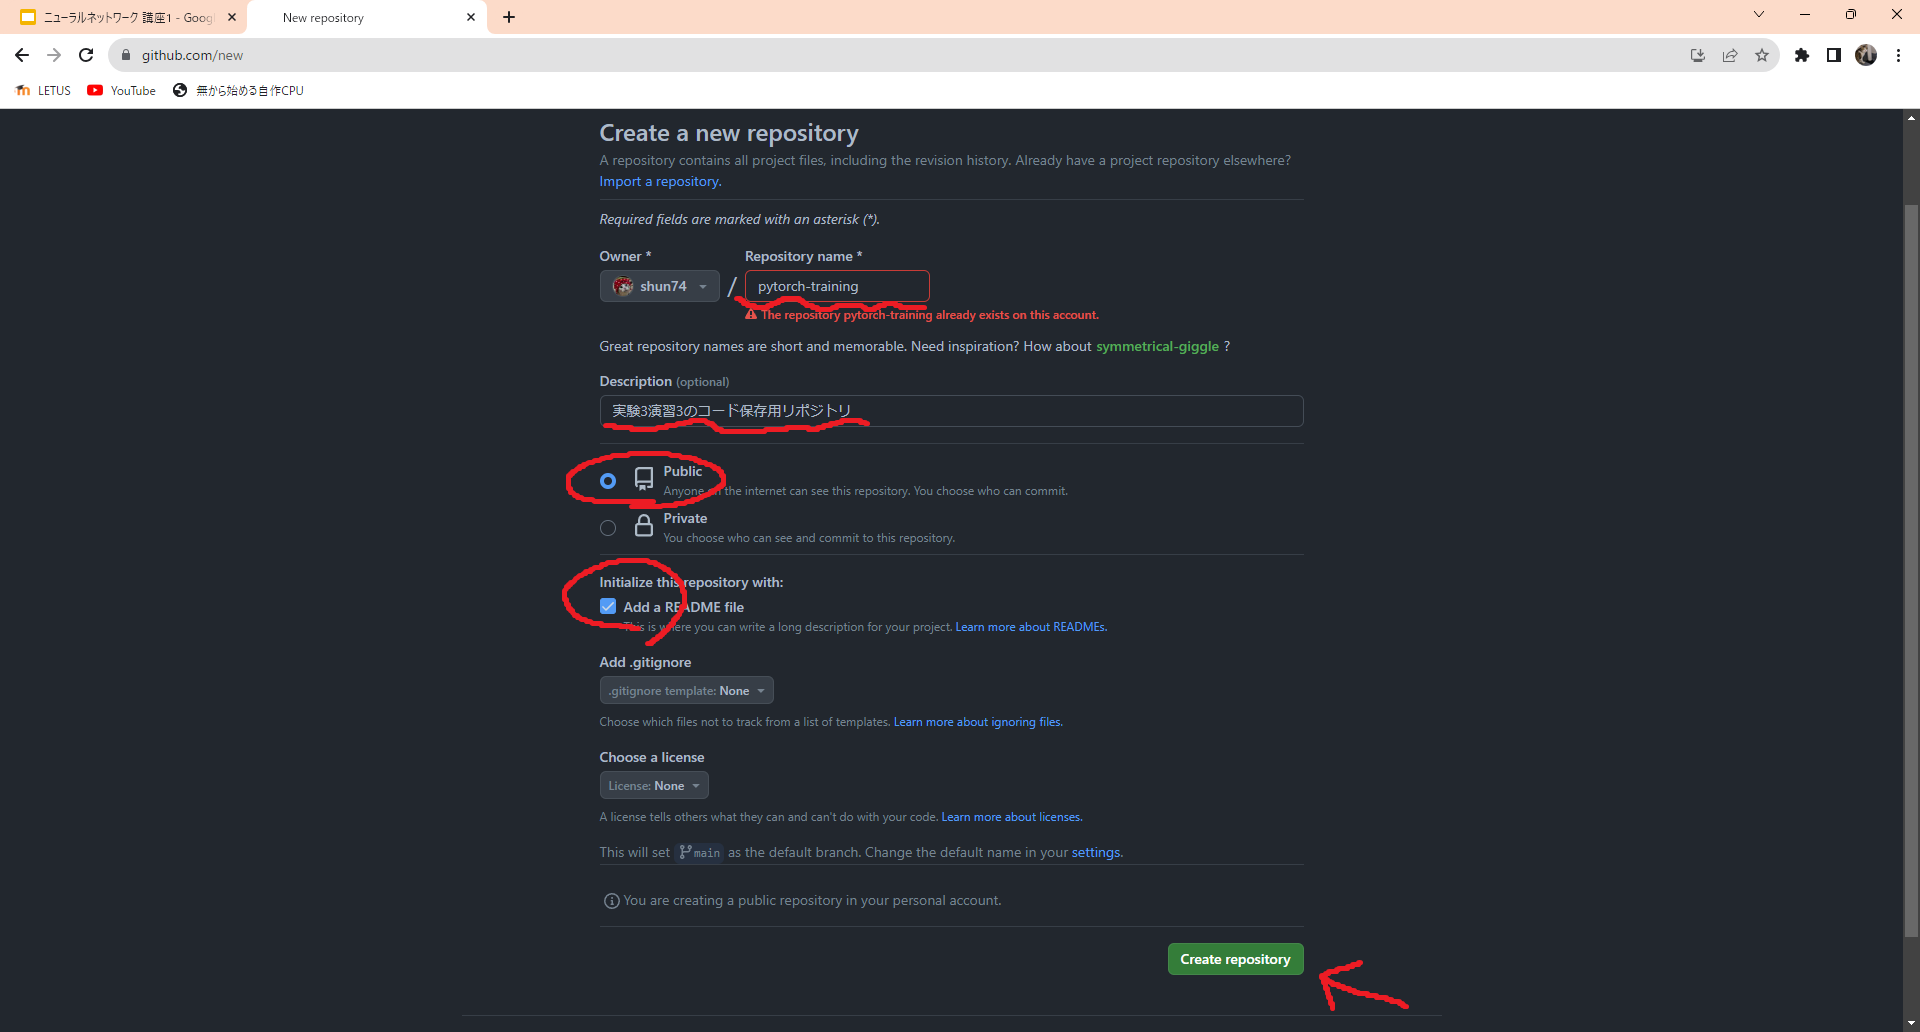 ニューラルネットワーク 講座1 - Goog
New repository
github.com/new
LETUS YouTube 無から始める自作CPU
Create a new repository
A repository contains all project files, including the revision history. Already have a project repository elsewhere?
Import a repository.
Required fields are marked with an asterisk (*).
Owner * Repository name *
shun74 / pytorch-training
The repository pytorch-training already exists on this account.
Great repository names are short and memorable. Need inspiration? How about symmetrical-giggle ?
Description (optional)
実験3演習3のコード保存用リポジトリ
Public
Anyone on the internet can see this repository. You choose who can commit.
Private
You choose who can see and commit to this repository.
Initialize this repository with:
Add a README file
This is where you can write a long description for your project. Learn more about READMEs.
Add .gitignore
.gitignore template: None
Choose which files not to track from a list of templates. Learn more about ignoring files.
Choose a license
License: None
A license tells others what they can and can't do with your code. Learn more about licenses.
This will set main as the default branch. Change the default name in your settings.
You are creating a public repository in your personal account.
Create repository